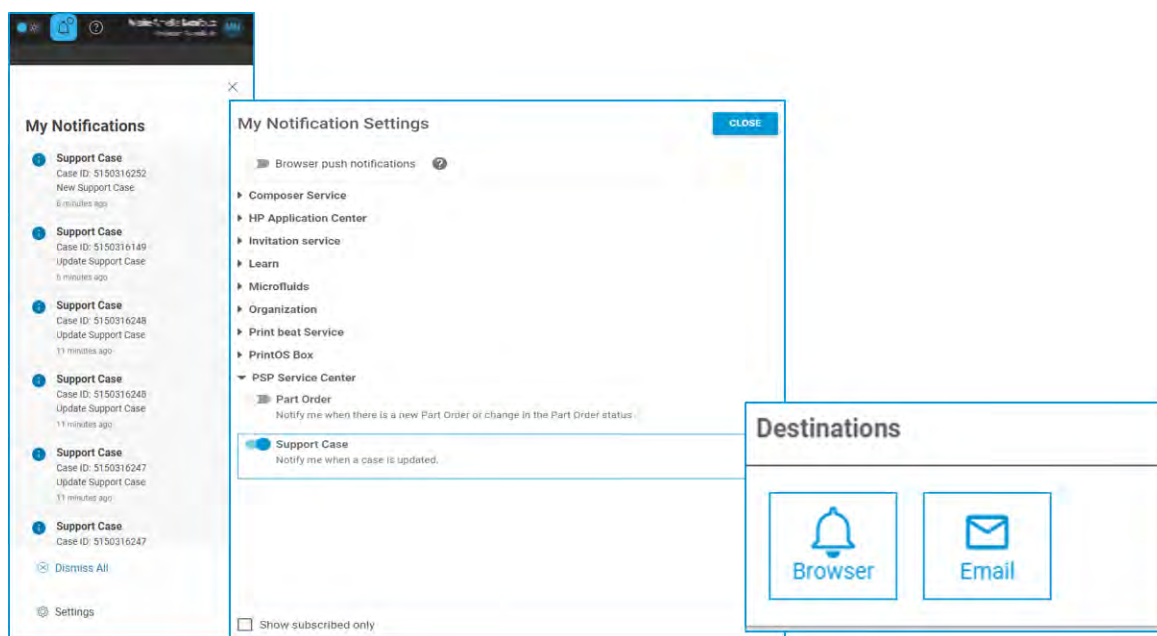 MM
My Notifications
Support Case
Case ID: 5150316252
New Support Case
6 minutes ago
Support Case
Case ID: 5150316149
Update Support Case
6 minutes ago
Support Case
Case ID: 5150316248
Update Support Case
11 minutes ago
Support Case
Case ID: 5150316248
Update Support Case
11 minutes ago
Support Case
Case ID: 5150316247
Update Support Case
11 minutes ago
Support Case
Case ID: 5150316247
Dismiss All
Settings
My Notification Settings
CLOSE
Browser push notifications
Composer Service
HP Application Center
Invitation service
Learn
Microfluids
Organization
Print beat Service
PrintOS Box
PSP Service Center
Part Order
Notify me when there is a new Part Order or change in the Part Order status
Support Case
Notify me when a case is updated.
Show subscribed only
Destinations
Browser
Email